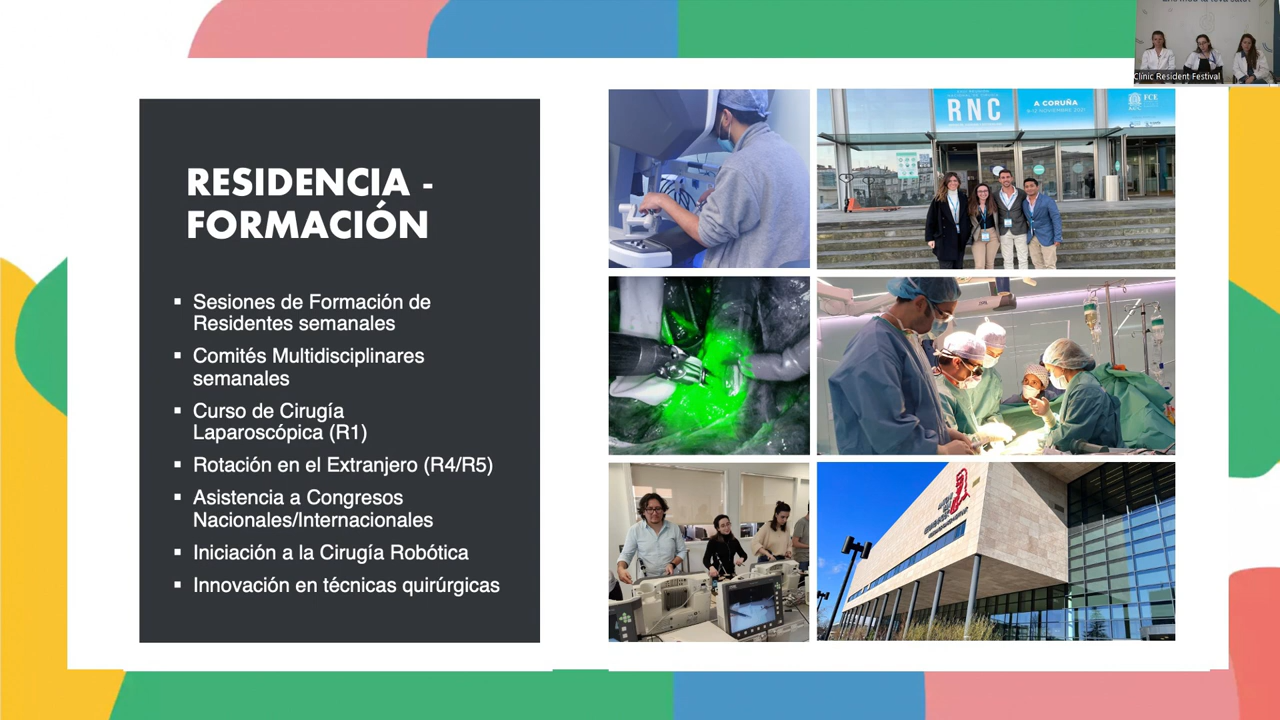 Clínic Resident Festival
RESIDENCIA -
FORMACIÓN
▪ Sesiones de Formación de
Residentes semanales
▪ Comités Multidisciplinares
semanales
▪ Curso de Cirugía
Laparoscópica (R1)
▪ Rotación en el Extranjero (R4/R5)
▪ Asistencia a Congresos
Nacionales/Internacionales
▪ Iniciación a la Cirugía Robótica
▪ Innovación en técnicas quirúrgicas
RNC
A CORUÑA